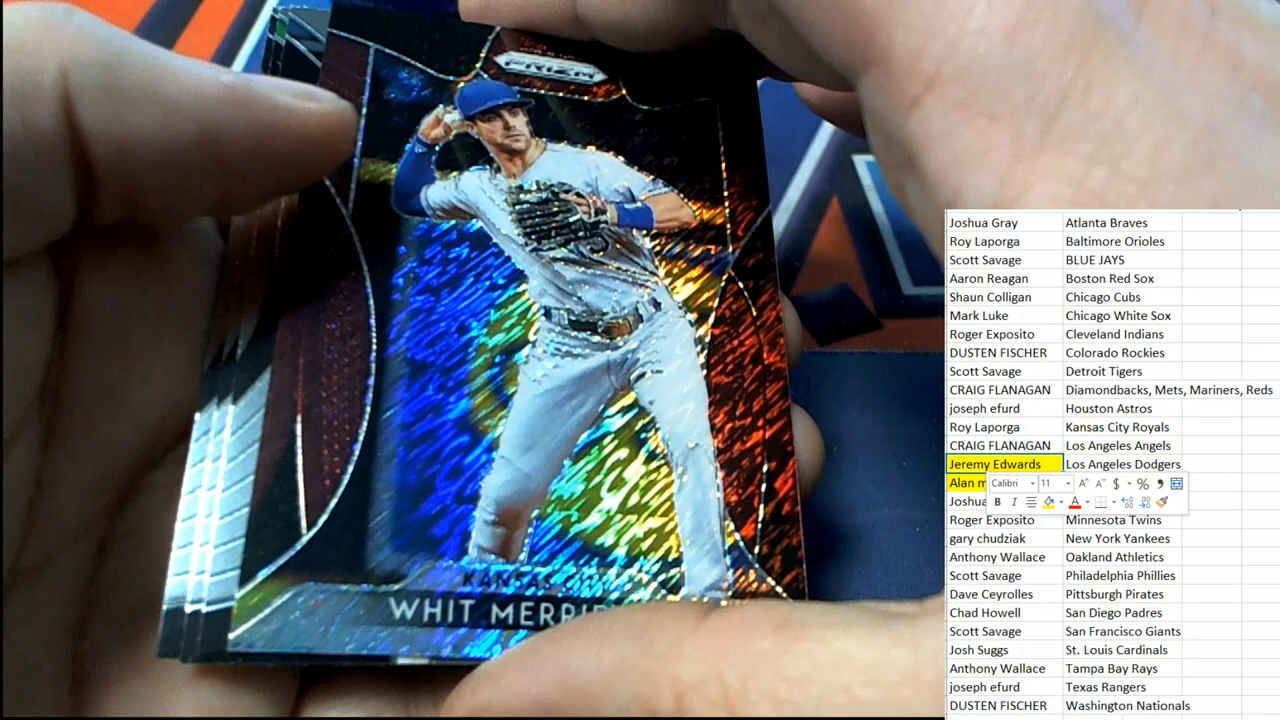 PRIZM
KANSAS
WHIT
Joshua Gray Atlanta Braves
Roy Laporga Baltimore Orioles
Scott Savage BLUE JAYS
Aaron Reagan Boston Red Sox
Shaun Colligan Chicago Cubs
Mark Luke Chicago White Sox
Roger Exposito Cleveland Indians
DUSTEN FISCHER Colorado Rockies
Scott Savage Detroit Tigers
CRAIG FLANAGAN Diamondbacks, Mets, Mariners, Reds
joseph efurd Houston Astros
Roy Laporga Kansas City Royals
CRAIG FLANAGAN Los Angeles Angels
Jeremy Edwards Los Angeles Dodgers
Alan
Calibri 11 A A $ % ,
B I A
Roger Exposito Minnesota Twins
gary chudziak New York Yankees
Anthony Wallace Oakland Athletics
Scott Savage Philadelphia Phillies
Dave Ceyrolles Pittsburgh Pirates
Chad Howell San Diego Padres
Scott Savage San Francisco Giants
Josh Suggs St. Louis Cardinals
Anthony Wallace Tampa Bay Rays
joseph efurd Texas Rangers
DUSTEN FISCHER Washington Nationals